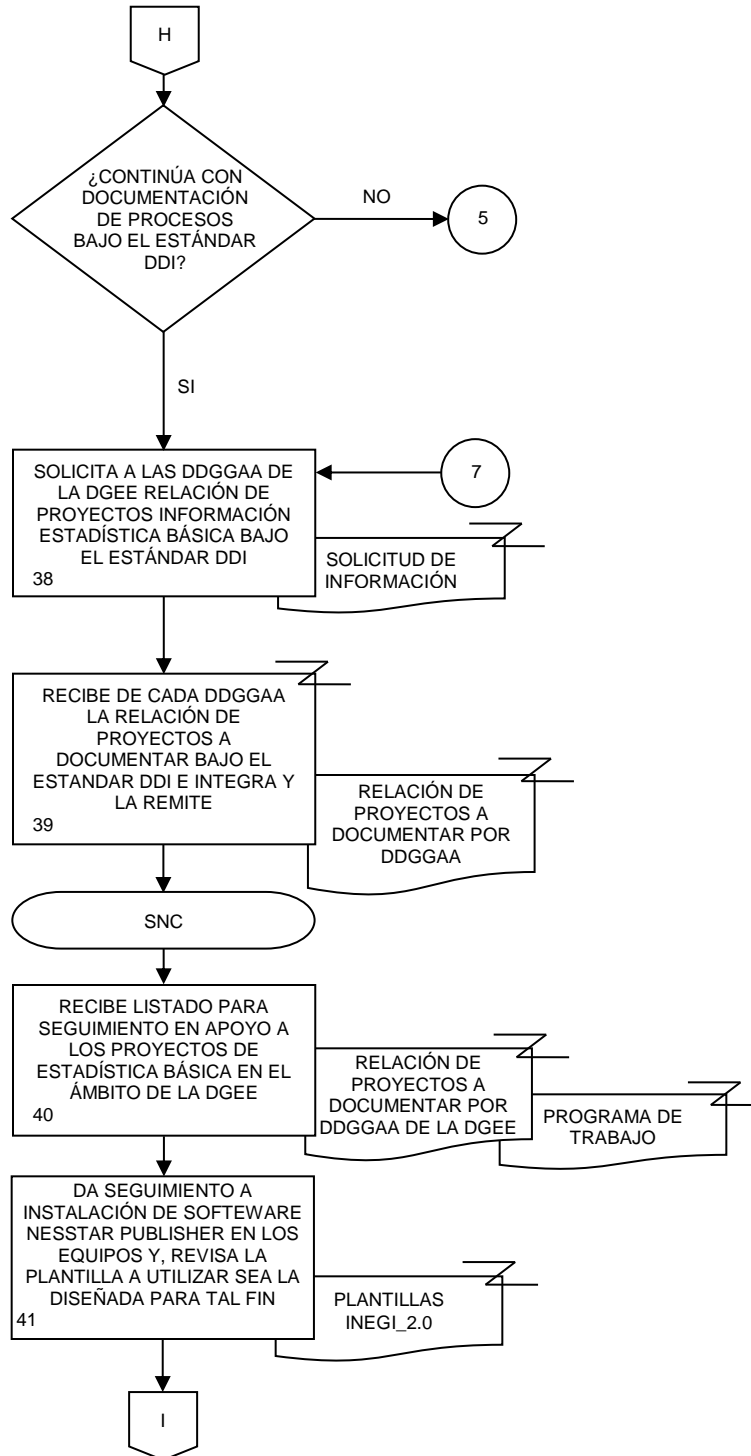 H
¿CONTINÚA CON
DOCUMENTACIÓN
DE PROCESOS
BAJO EL ESTÁNDAR
DDI?
NO
5
SI
SOLICITA A LAS DDGGAA DE
LA DGEE RELACIÓN DE
PROYECTOS INFORMACIÓN
ESTADÍSTICA BÁSICA BAJO
EL ESTÁNDAR DDI
38
7
SOLICITUD DE
INFORMACIÓN
RECIBE DE CADA DDGGAA
LA RELACIÓN DE
PROYECTOS A
DOCUMENTAR BAJO EL
ESTANDAR DDI E INTEGRA Y
LA REMITE
39
RELACIÓN DE
PROYECTOS A
DOCUMENTAR POR
DDGGAA
SNC
RECIBE LISTADO PARA
SEGUIMIENTO EN APOYO A
LOS PROYECTOS DE
ESTADÍSTICA BÁSICA EN EL
ÁMBITO DE LA DGEE
40
RELACIÓN DE
PROYECTOS A
DOCUMENTAR POR
DDGGAA DE LA DGEE
PROGRAMA DE
TRABAJO
DA SEGUIMIENTO A
INSTALACIÓN DE SOFTEWARE
NESSTAR PUBLISHER EN LOS
EQUIPOS Y, REVISA LA
PLANTILLA A UTILIZAR SEA LA
DISEÑADA PARA TAL FIN
41
PLANTILLAS
INEGI_2.0
I